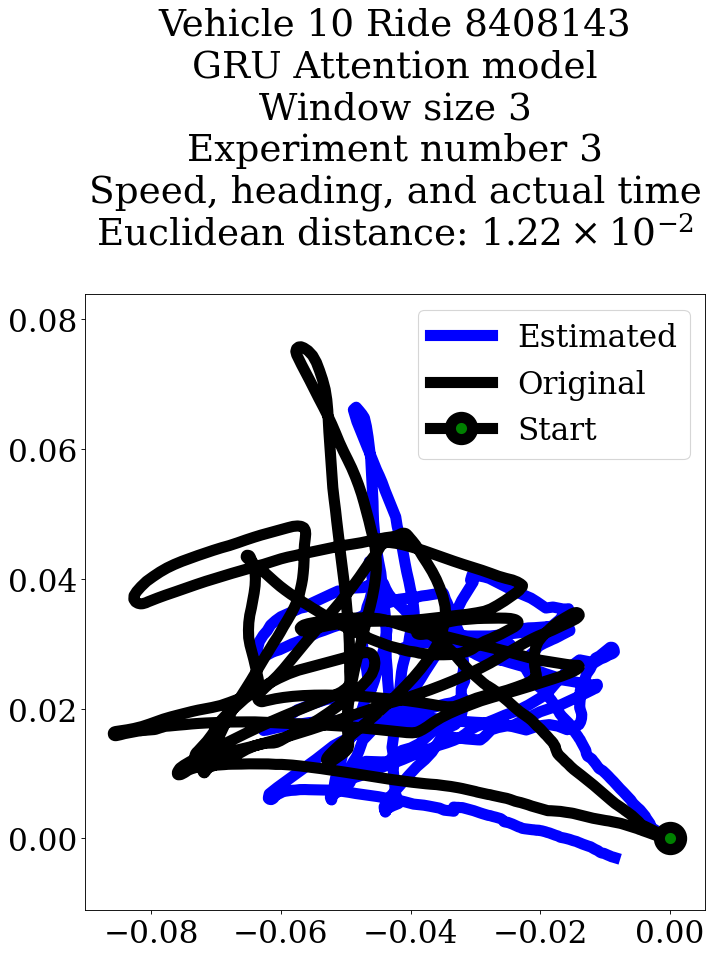 Vehicle 10 Ride 8408143
GRU Attention model
Window size 3
Experiment number 3
Speed, heading, and actual time
Euclidean distance: 1.22 × 10⁻²
Estimated
Original
Start
0.08
0.06
0.04
0.02
0.00
−0.08 −0.06 −0.04 −0.02 0.00